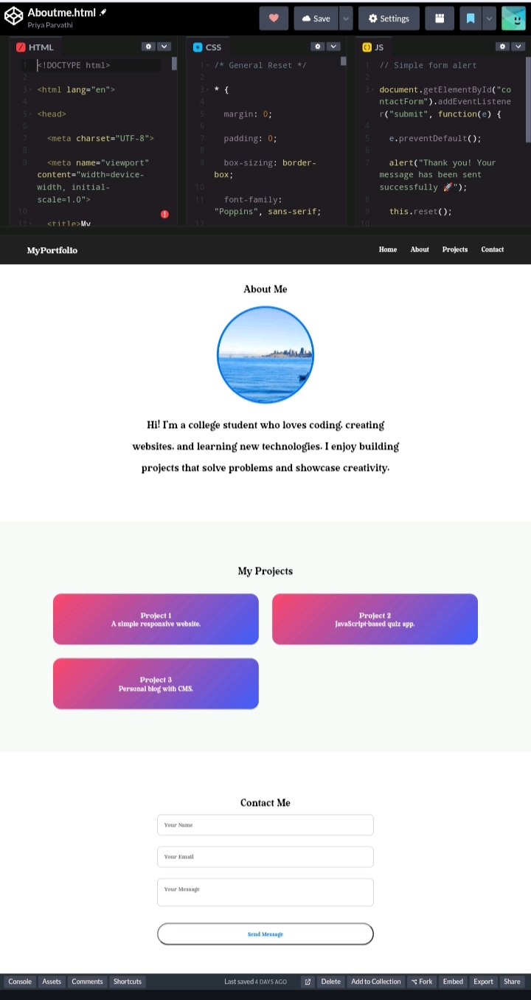 Aboutme.html
Priya Parvathi
Save
Settings
HTML
1 <!DOCTYPE html>
2
3 <html lang="en">
4
5 <head>
6
7 <meta charset="UTF-8">
8
9 <meta name="viewport"
content="width=device-
width, initial-
scale=1.0">
10
11 <title>My
CSS
1 /* General Reset */
2
3 * {
4
5 margin: 0;
6
7 padding: 0;
8
9 box-sizing: border-
box;
10
11 font-family:
"Poppins", sans-serif;
12
JS
1 // Simple form alert
2
3 document.getElementById("co
ntactForm").addEventListene
r("submit", function(e) {
4
5 e.preventDefault();
6
7 alert("Thank you! Your
message has been sent
successfully 🚀");
8
9 this.reset();
10
MyPortfolio
Home About Projects Contact
About Me
Hi! I'm a college student who loves coding, creating
websites, and learning new technologies. I enjoy building
projects that solve problems and showcase creativity.
My Projects
Project 1
A simple responsive website.
Project 2
JavaScript-based quiz app.
Project 3
Personal blog with CMS.
Contact Me
Your Name
Your Email
Your Message
Send Message
Console Assets Comments Shortcuts Last saved 4 DAYS AGO Delete Add to Collection Fork Embed Export Share